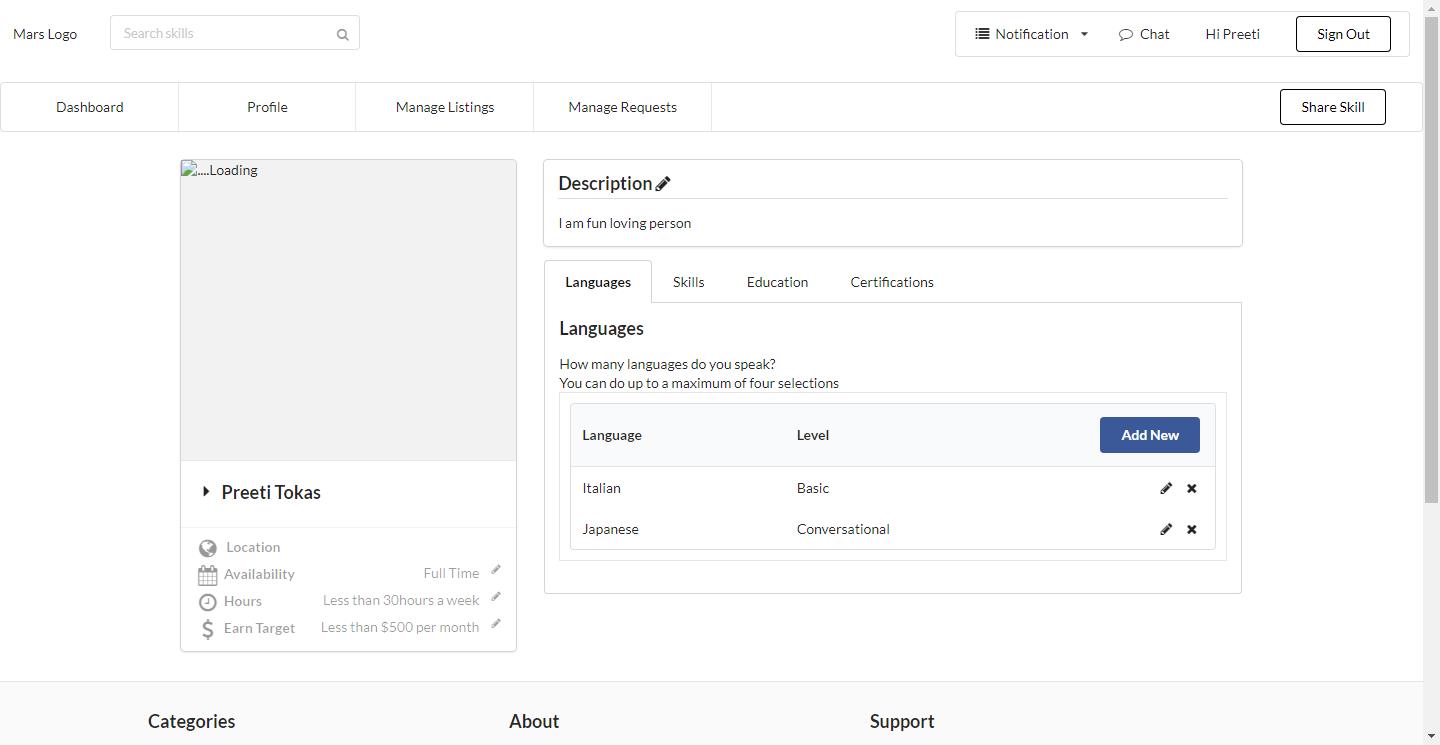 Mars Logo
Search skills
Notification
Chat
Hi Preeti
Sign Out
Dashboard
Profile
Manage Listings
Manage Requests
Share Skill
....Loading
Preeti Tokas
Location
Availability Full Time
Hours Less than 30hours a week
Earn Target Less than $500 per month
Description
I am fun loving person
Languages Skills Education Certifications
Languages
How many languages do you speak?
You can do up to a maximum of four selections
Language Level Add New
Italian Basic
Japanese Conversational
Categories About Support